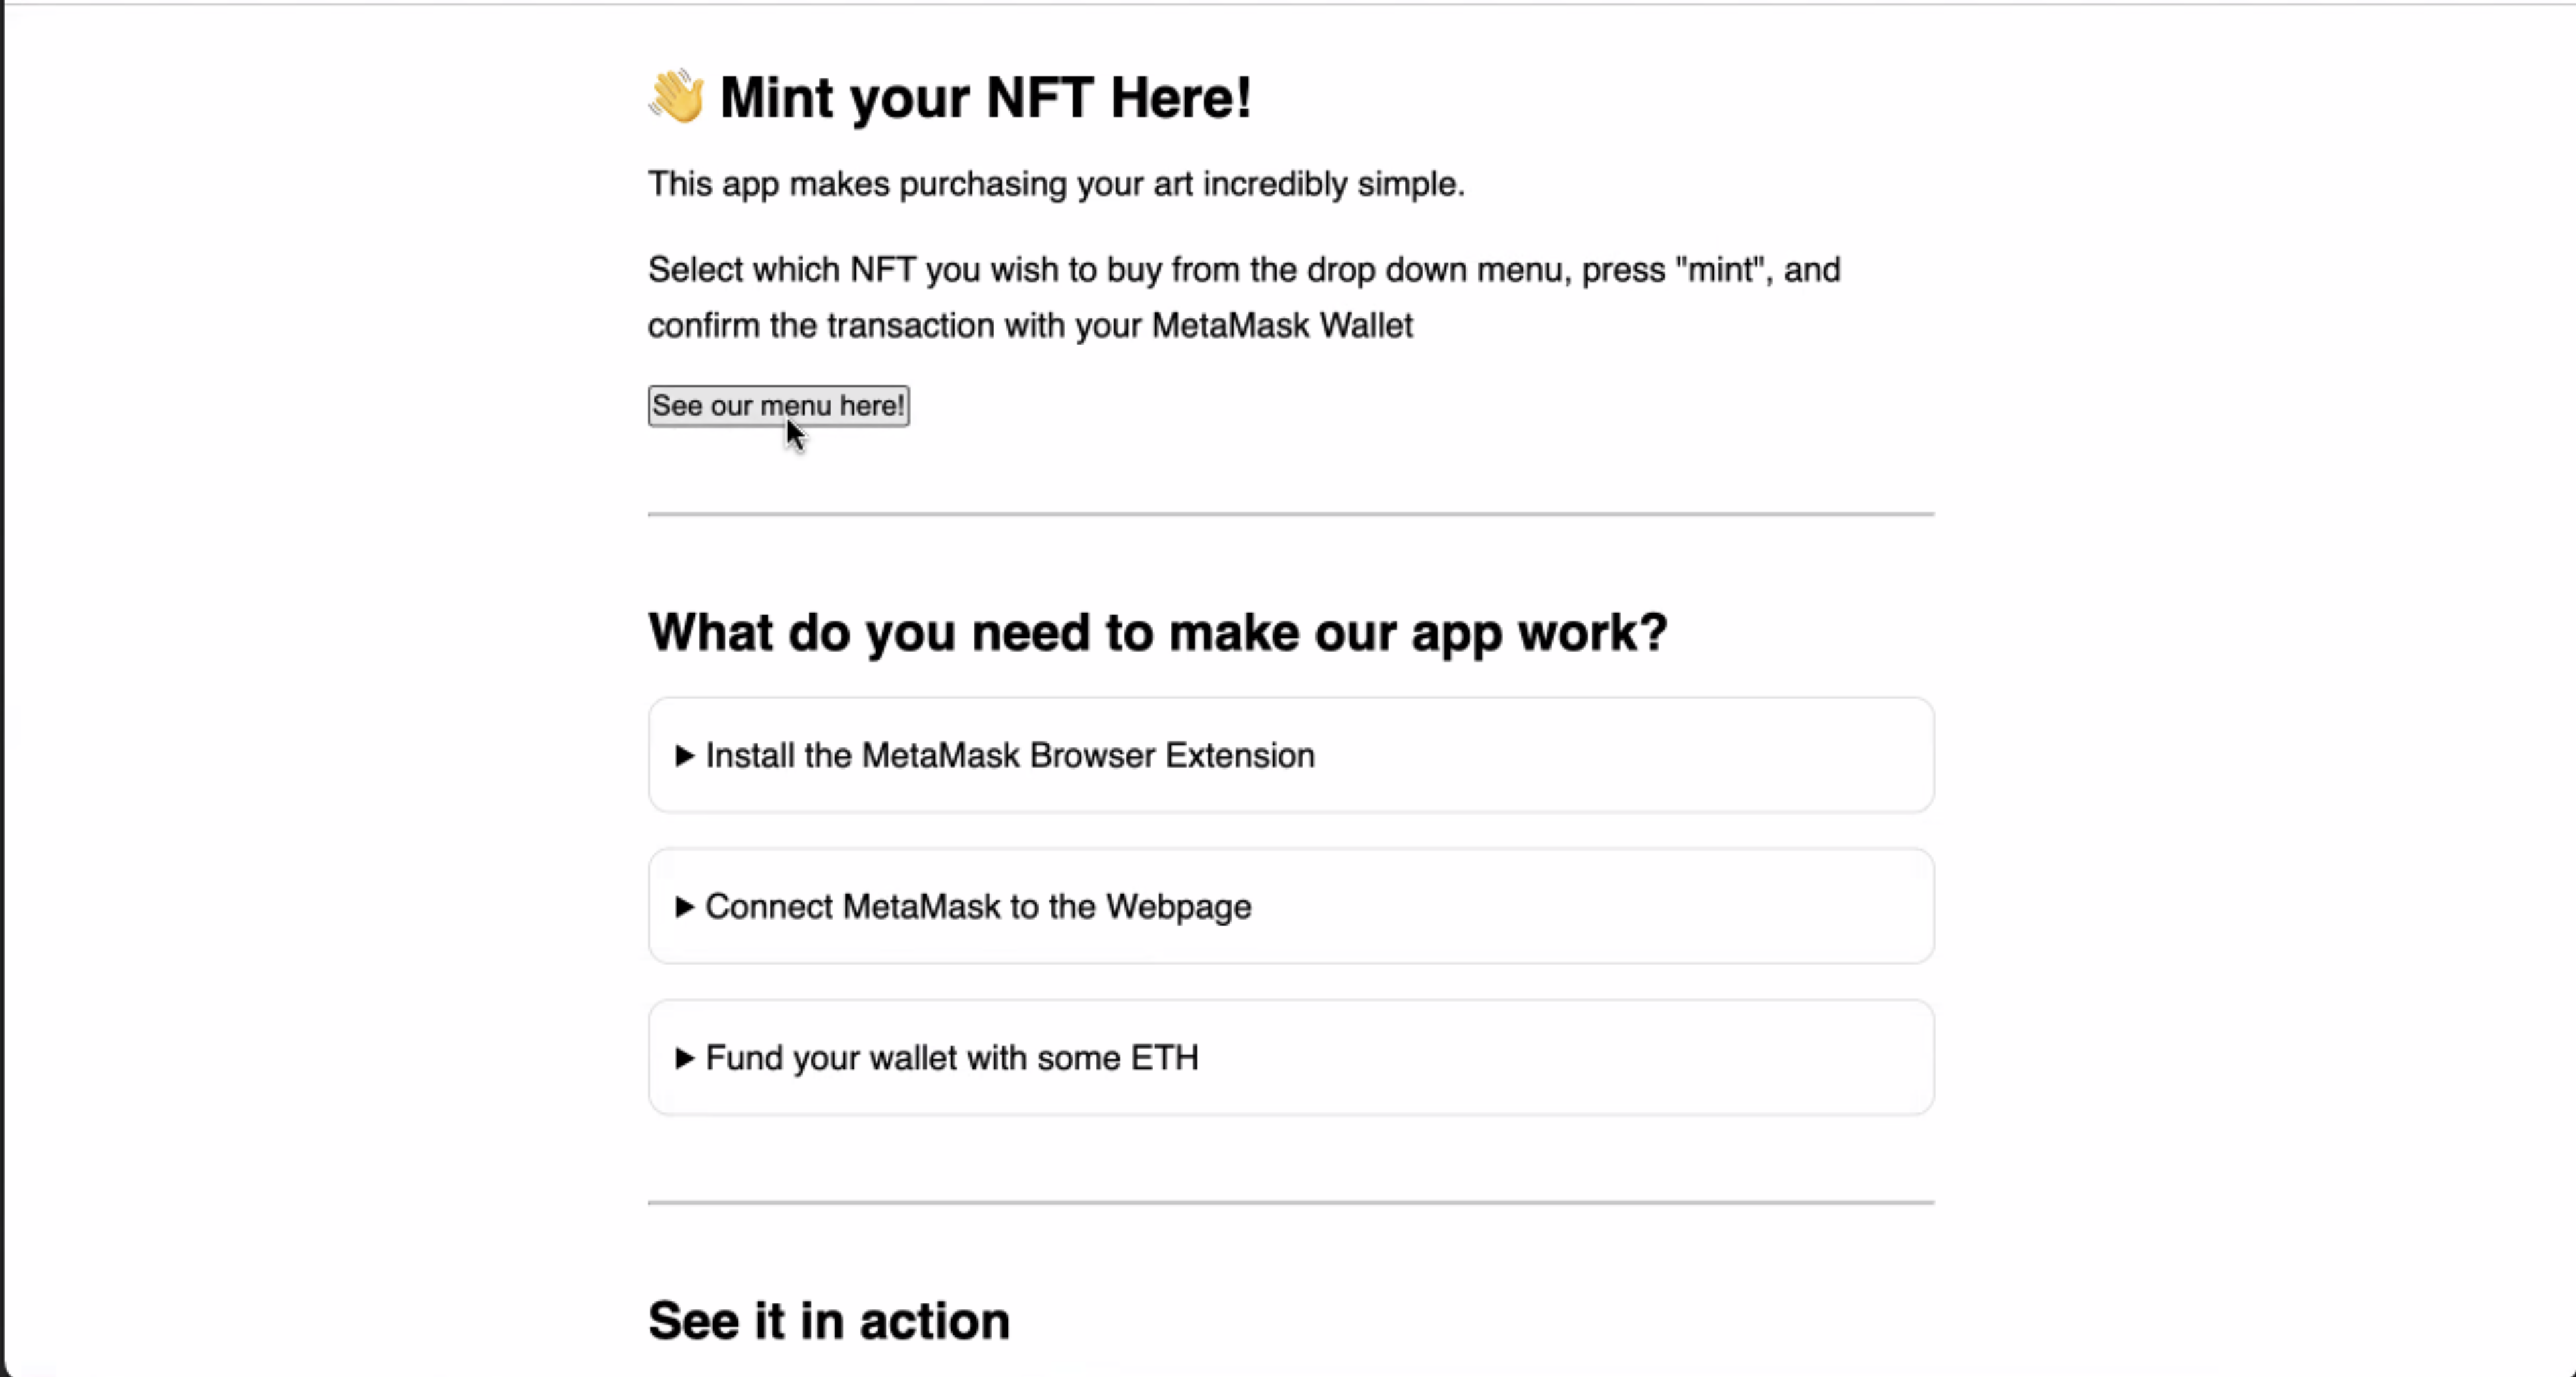 👋 Mint your NFT Here!
This app makes purchasing your art incredibly simple.
Select which NFT you wish to buy from the drop down menu, press "mint", and
confirm the transaction with your MetaMask Wallet
See our menu here!
What do you need to make our app work?
▶ Install the MetaMask Browser Extension
▶ Connect MetaMask to the Webpage
▶ Fund your wallet with some ETH
See it in action